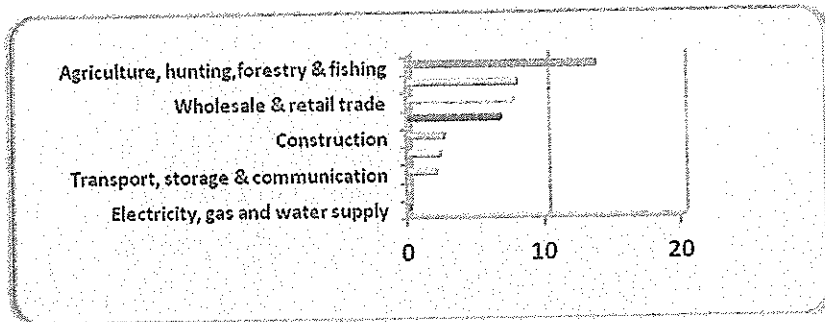 Agriculture, hunting,forestry & fishing
Wholesale & retail trade
Construction
Transport, storage & communication
Electricity, gas and water supply
0 10 20